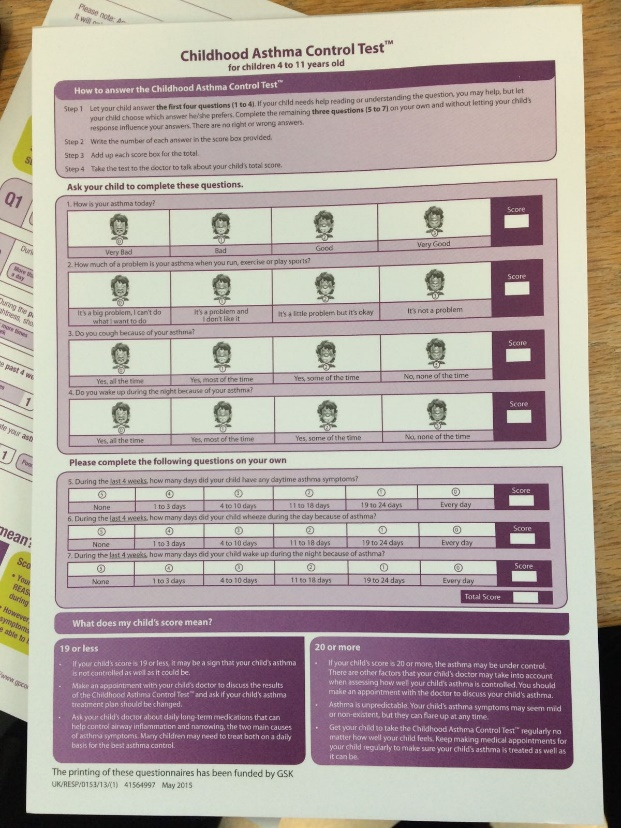 Please note:
It will
Childhood Asthma Control Test™
for children 4 to 11 years old
How to answer the Childhood Asthma Control Test™
Step 1 Let your child answer the first four questions (1 to 4). If your child needs help reading or understanding the question, you may help, but let
your child choose which answer he/she prefers. Complete the remaining three questions (5 to 7) on your own and without letting your child's
response influence your answers. There are no right or wrong answers.
Step 2 Write the number of each answer in the score box provided.
Step 3 Add up each score box for the total.
Step 4 Take the test to the doctor to talk about your child's total score.
Ask your child to complete these questions.
1. How is your asthma today?
Score
Very Bad Bad Good Very Good
2. How much of a problem is your asthma when you run, exercise or play sports?
Score
It's a big problem, I can't do what I want to do It's a problem and I don't like it It's a little problem but it's okay It's not a problem
3. Do you cough because of your asthma?
Score
Yes, all the time Yes, most of the time Yes, some of the time No, none of the time
4. Do you wake up during the night because of your asthma?
Score
Yes, all the time Yes, most of the time Yes, some of the time No, none of the time
Please complete the following questions on your own
5. During the last 4 weeks, how many days did your child have any daytime asthma symptoms?
5 4 3 2 1 0 Score
None 1 to 3 days 4 to 10 days 11 to 18 days 19 to 24 days Every day
6. During the last 4 weeks, how many days did your child wheeze during the day because of asthma?
5 4 3 2 1 0 Score
None 1 to 3 days 4 to 10 days 11 to 18 days 19 to 24 days Every day
7. During the last 4 weeks, how many days did your child wake up during the night because of asthma?
5 4 3 2 1 0 Score
None 1 to 3 days 4 to 10 days 11 to 18 days 19 to 24 days Every day
Total Score
What does my child's score mean?
19 or less
• If your child's score is 19 or less, it may be a sign that your child's asthma
is not controlled as well as it could be.
Make an appointment with your child's doctor to discuss the results
of the Childhood Asthma Control Test™ and ask if your child's asthma
treatment plan should be changed.
• Ask your child's doctor about daily long-term medications that can
help control airway inflammation and narrowing, the two main causes
of asthma symptoms. Many children may need to treat both on a daily
basis for the best asthma control.
20 or more
• If your child's score is 20 or more, the asthma may be under control.
There are other factors that your child's doctor may take into account
when assessing how well your child's asthma is controlled. You should
make an appointment with the doctor to discuss your child's asthma.
• Asthma is unpredictable. Your child's asthma symptoms may seem mild
or non-existent, but they can flare up at any time.
• Get your child to take the Childhood Asthma Control Test™ regularly no
matter how well your child feels. Keep making medical appointments for
your child regularly to make sure your child's asthma is treated as well as
it can be.
The printing of these questionnaires has been funded by GSK
UK/RESP/0153/13/(1) 41564997 May 2015
Q1
During the
more times
past 4
1
1
mean?
• However
symptoms
able to